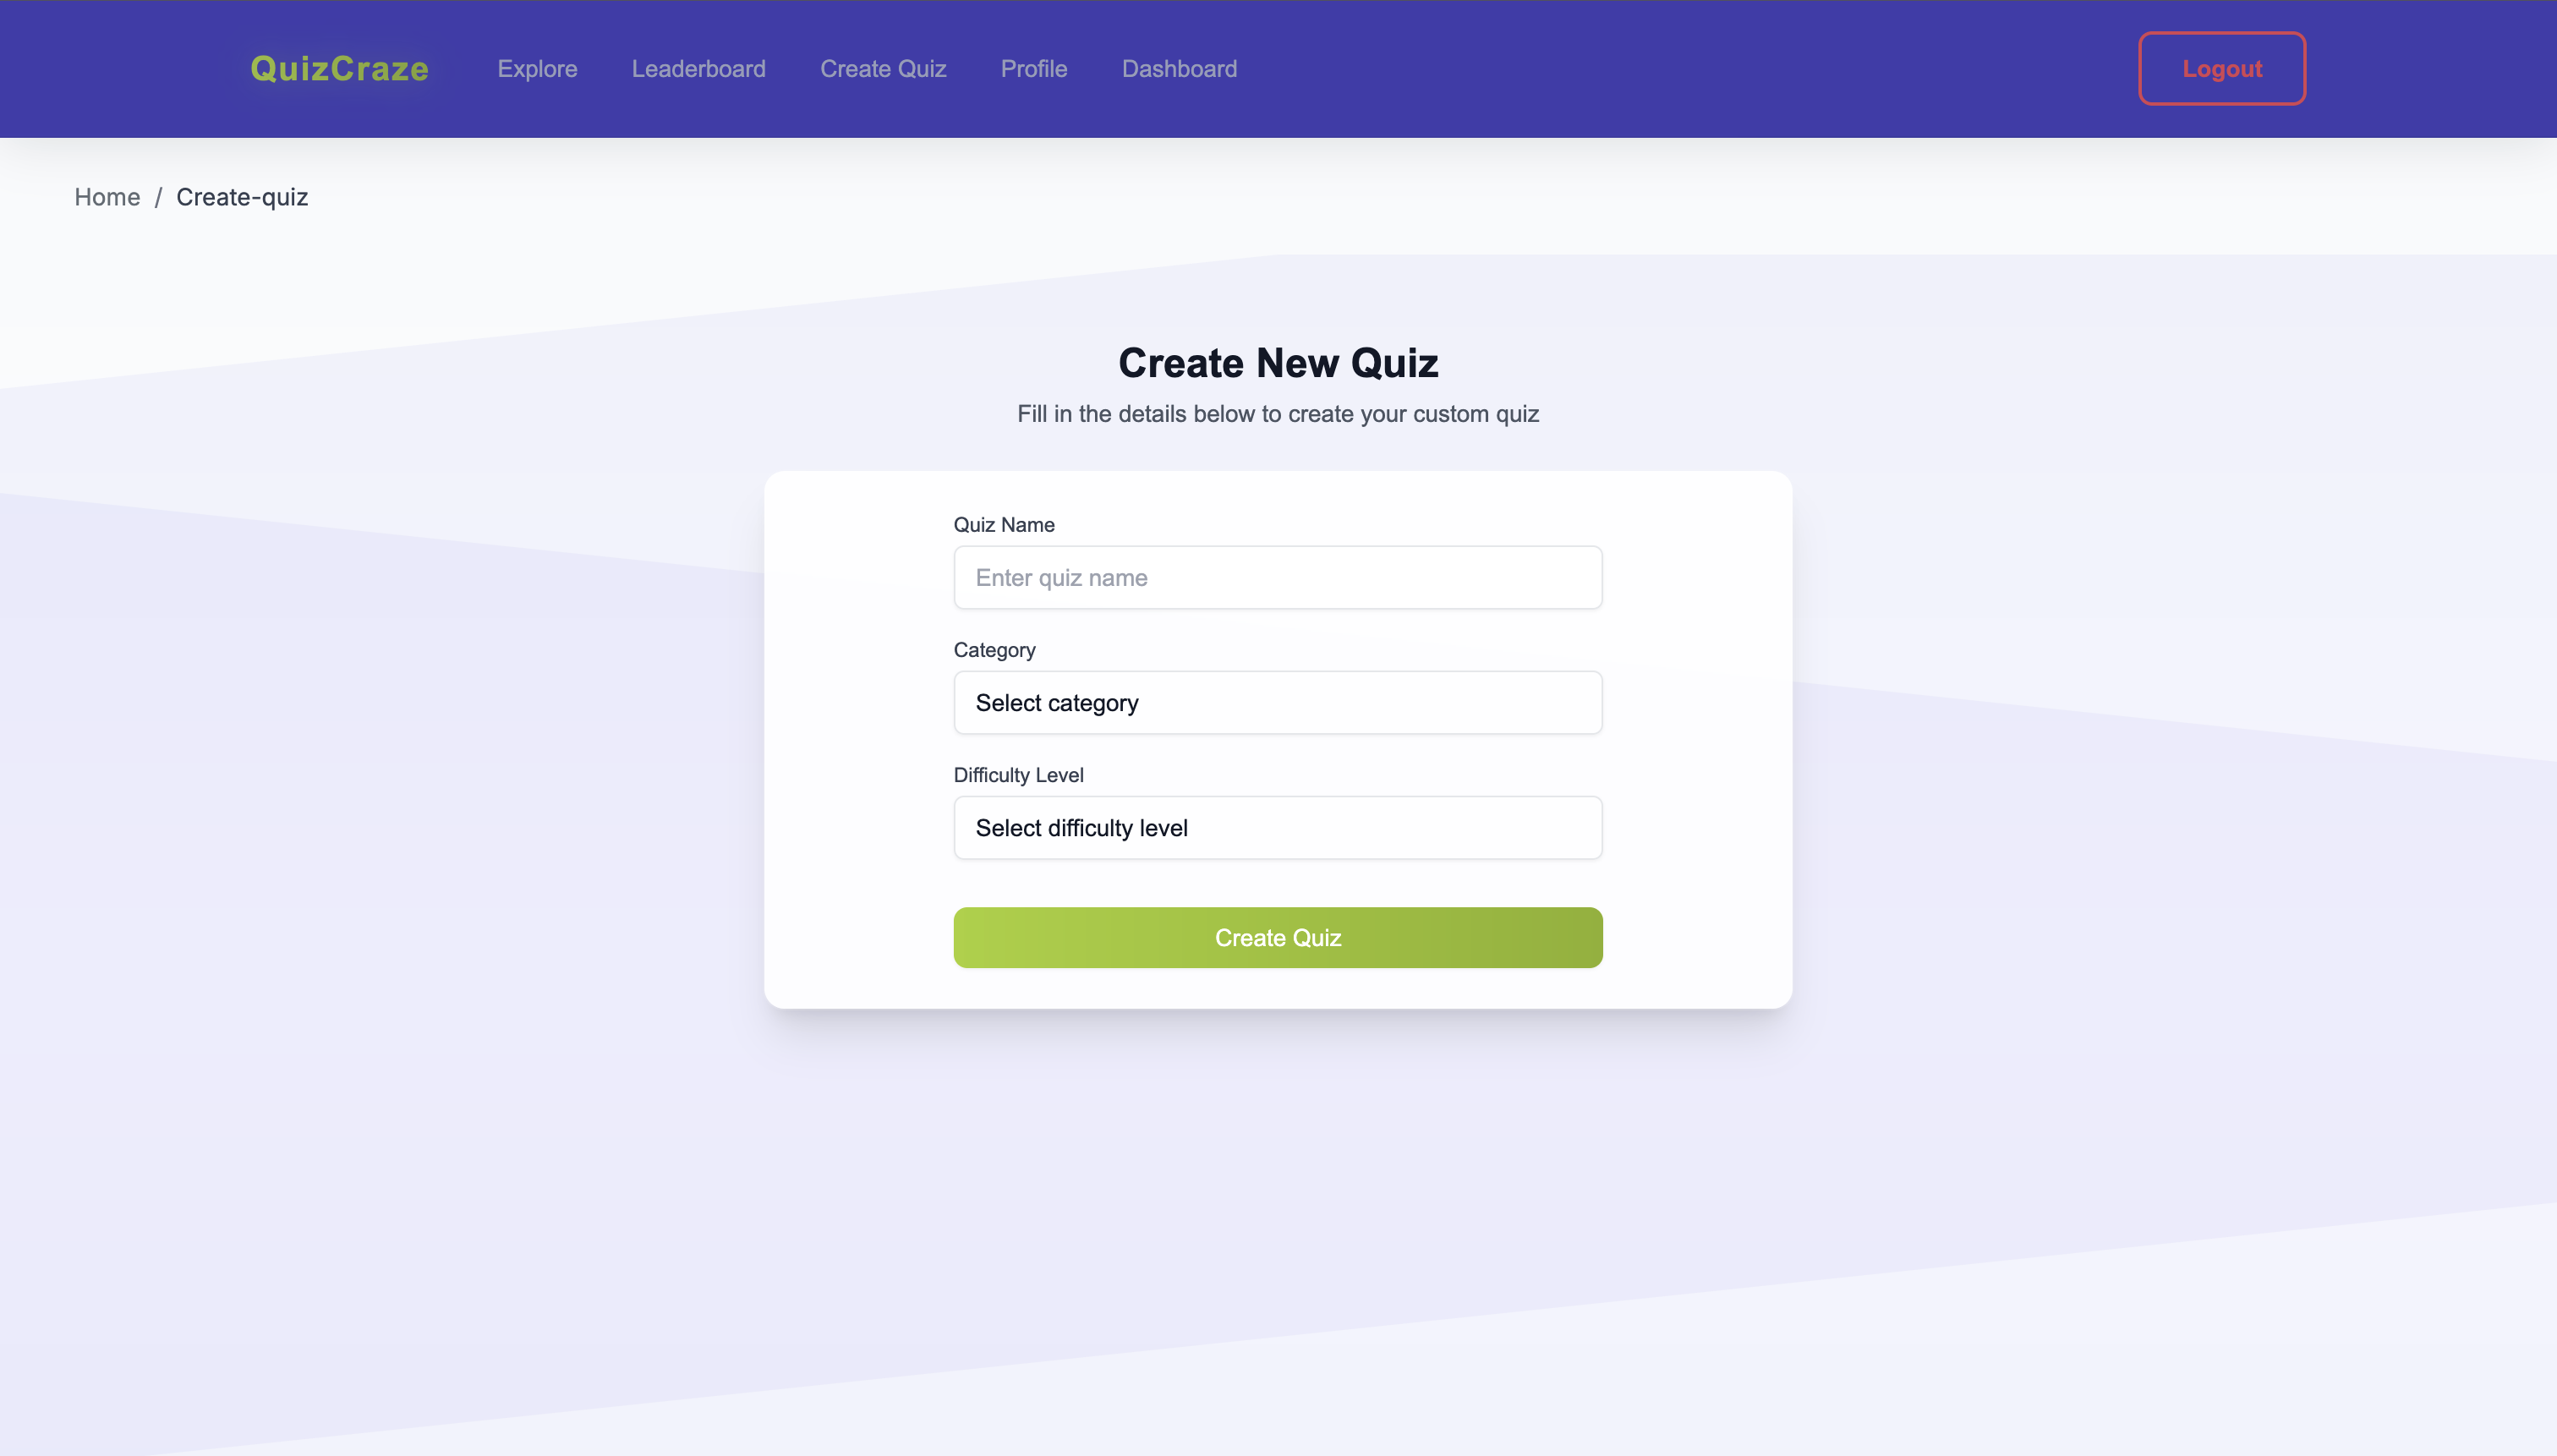 QuizCraze Explore Leaderboard Create Quiz Profile Dashboard Logout
Home / Create-quiz
Create New Quiz
Fill in the details below to create your custom quiz
Quiz Name
Enter quiz name
Category
Select category
Difficulty Level
Select difficulty level
Create Quiz